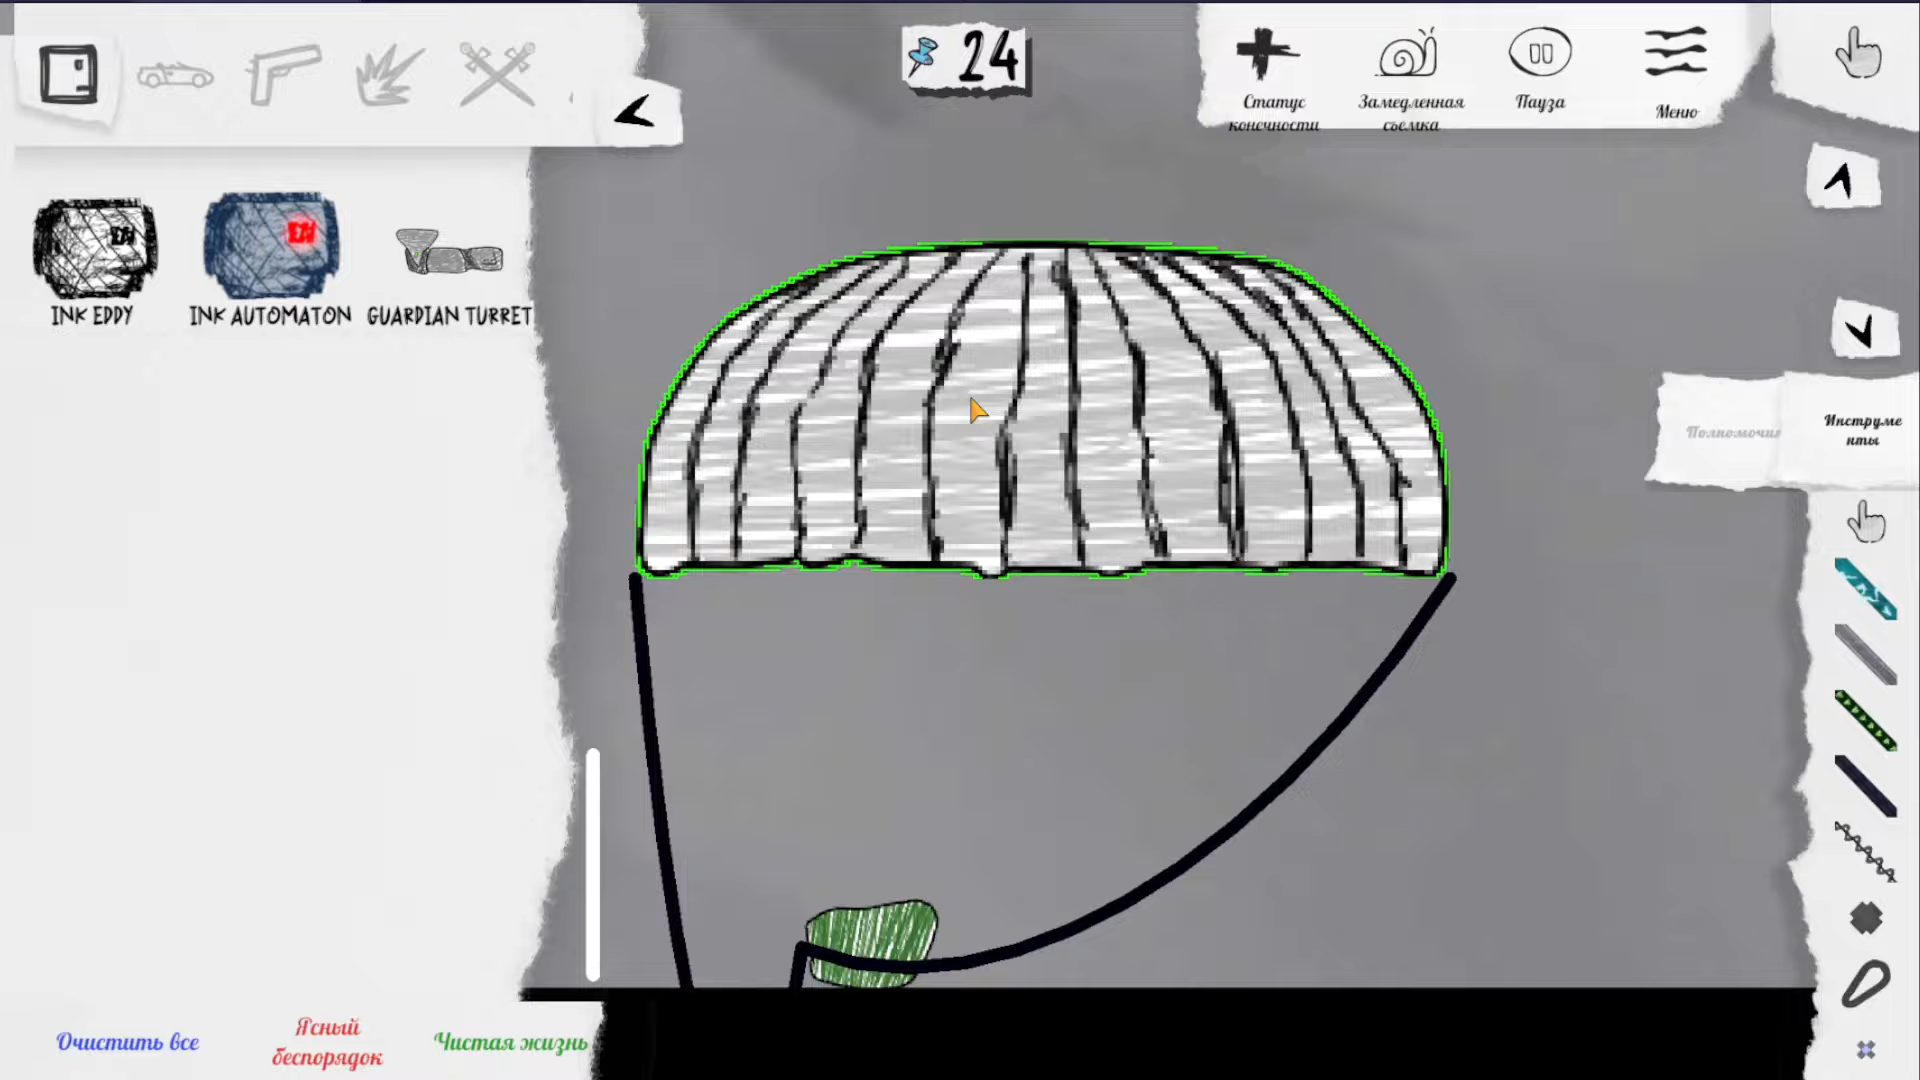 24
Статус
конечности
Замедленная
съемка
Пауза
Меню
INK EDDY
INK AUTOMATON
GUARDIAN TURRET
Полномочия
Инструме
нты
Очистить все
Ясный
беспорядок
Чистая жизнь